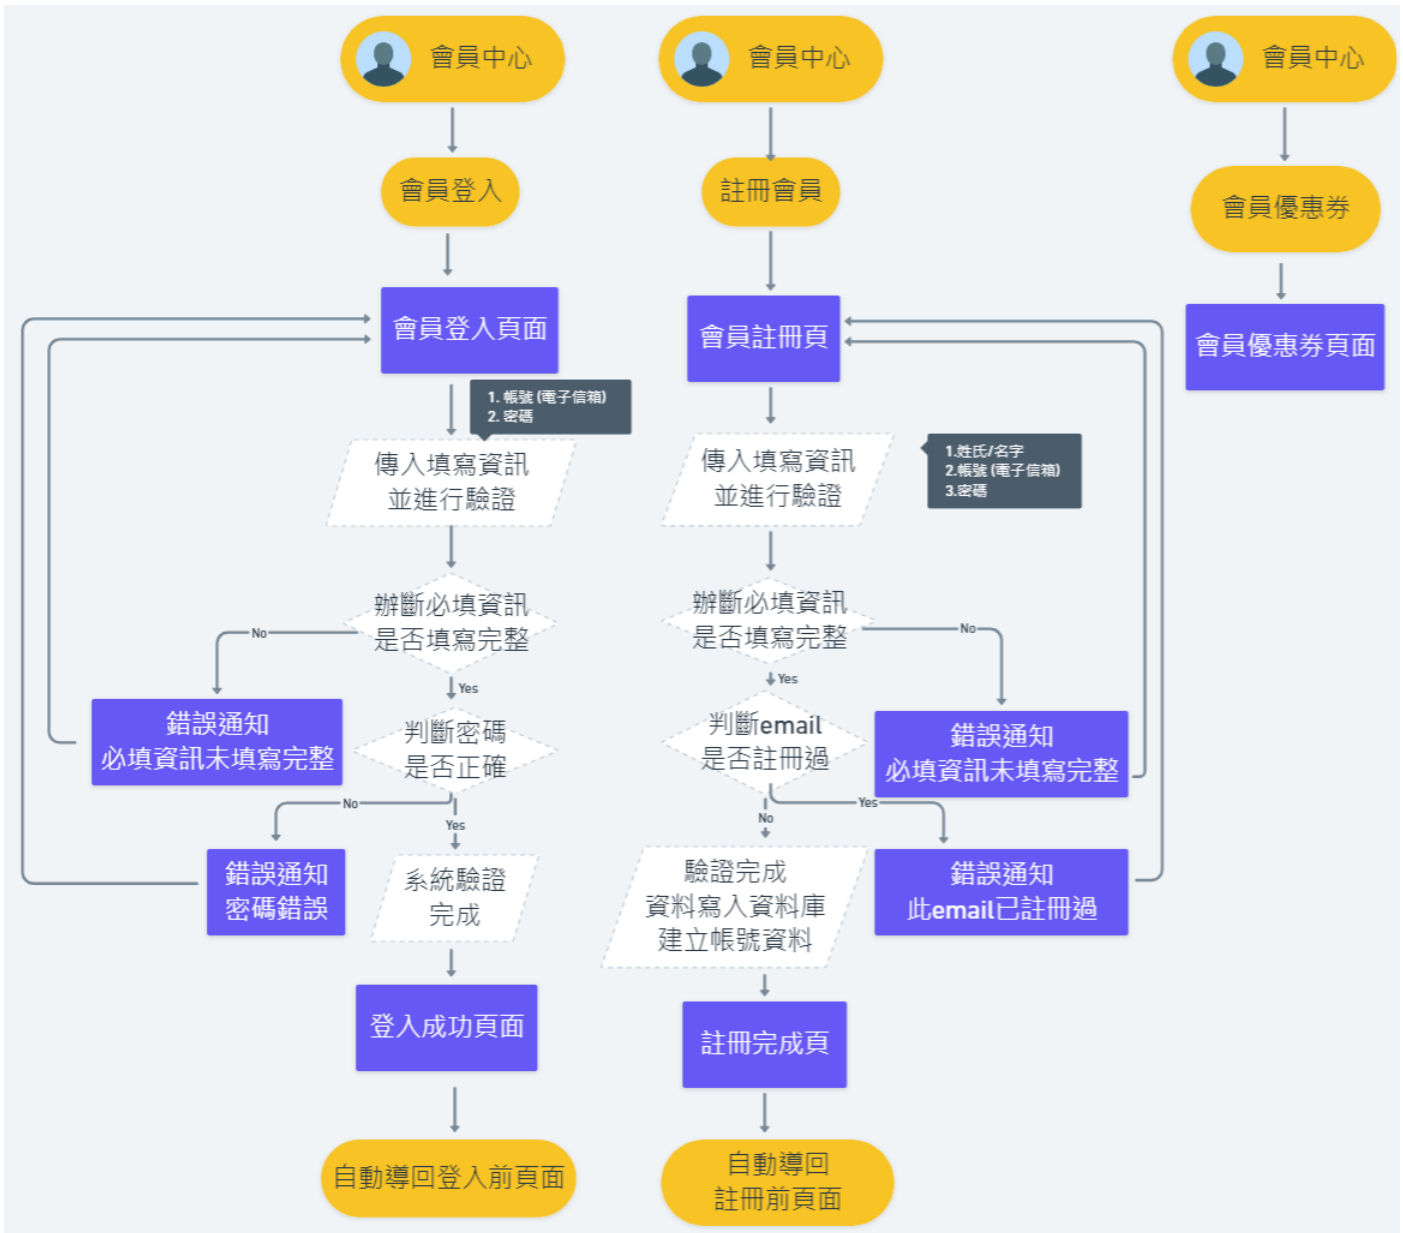 會員中心
會員登入
會員登入頁面
1. 帳號 (電子信箱)
2. 密碼
傳入填寫資訊
並進行驗證
辦斷必填資訊
是否填寫完整
No
Yes
錯誤通知
必填資訊未填寫完整
判斷密碼
是否正確
No
Yes
錯誤通知
密碼錯誤
系統驗證
完成
登入成功頁面
自動導回登入前頁面
會員中心
註冊會員
會員註冊頁
1.姓氏/名字
2.帳號 (電子信箱)
3.密碼
傳入填寫資訊
並進行驗證
辦斷必填資訊
是否填寫完整
No
Yes
錯誤通知
必填資訊未填寫完整
判斷email
是否註冊過
Yes
No
錯誤通知
此email已註冊過
驗證完成
資料寫入資料庫
建立帳號資料
註冊完成頁
自動導回
註冊前頁面
會員中心
會員優惠券
會員優惠券頁面